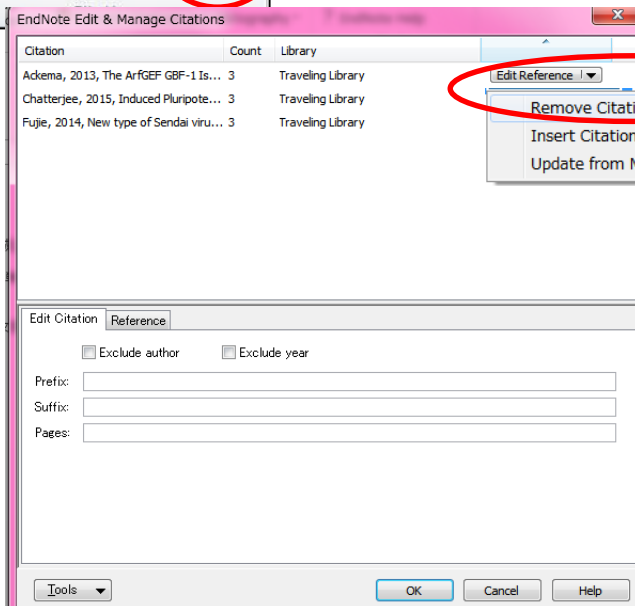 EndNote Edit & Manage Citations
Citation Count Library
Ackema, 2013, The ArfGEF GBF-1 Is... 3 Traveling Library Edit Reference
Chatterjee, 2015, Induced Pluripote... 3 Traveling Library
Fujie, 2014, New type of Sendai viru... 3 Traveling Library
Remove Citati
Insert Citation
Update from M
Edit Citation Reference
Exclude author Exclude year
Prefix:
Suffix:
Pages:
Tools OK Cancel Help